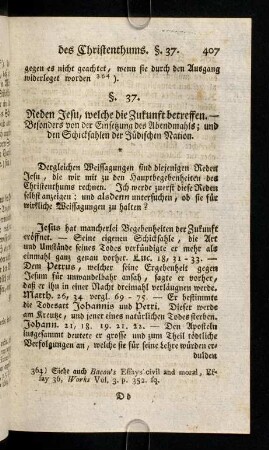 des Christenthums. §. 37. 407
gegen es nicht geachtet, wenn sie durch den Ausgang
widerleget worden 364).
§. 37.
Reden Jesu, welche die Zukunft betreffen. —
Besonders von der Einsetzung des Abendmahls; und
den Schicksahlen der Jüdischen Nation.
*
Dergleichen Weissagungen sind diejenigen Reden
Jesu, die wir mit zu den Hauptbegebenheiten des
Christenthums rechnen. Ich werde zuerst diese Reden
selbst anzeigen; und alsdenn untersuchen, ob sie für
wirkliche Weissagungen zu halten?
Jesus hat mancherlei Begebenheiten der Zukunft
eröffnet. — Seine eigenen Schicksahle, die Art
und Umstände seines Todes verkündigte er mehr als
einmahl ganz genau vorher. Luc. 18, 31-33. —
Dem Petrus, welcher seine Ergebenheit gegen
Jesum für unwandelbahr ansah, sagte er vorher,
daß er ihn in einer Nacht dreimahl verläugnen werde.
Matth. 26, 34 vergl. 69-75. — Er bestimmte
die Todesart Johannis und Petri. Dieser werde
am Kreutze, und jener eines natürlichen Todes sterben.
Johann. 21, 18. 19. 21. 22. — Den Aposteln
insgesammt deutete er grosse und zum Theil tödtliche
Verfolgungen an, welche sie für seine Lehre würden er-
dulden
364) Siehe auch Bacon's Essays civil and moral, Es-
say 36, Works Vol. 3. p. 352. sq.
D d